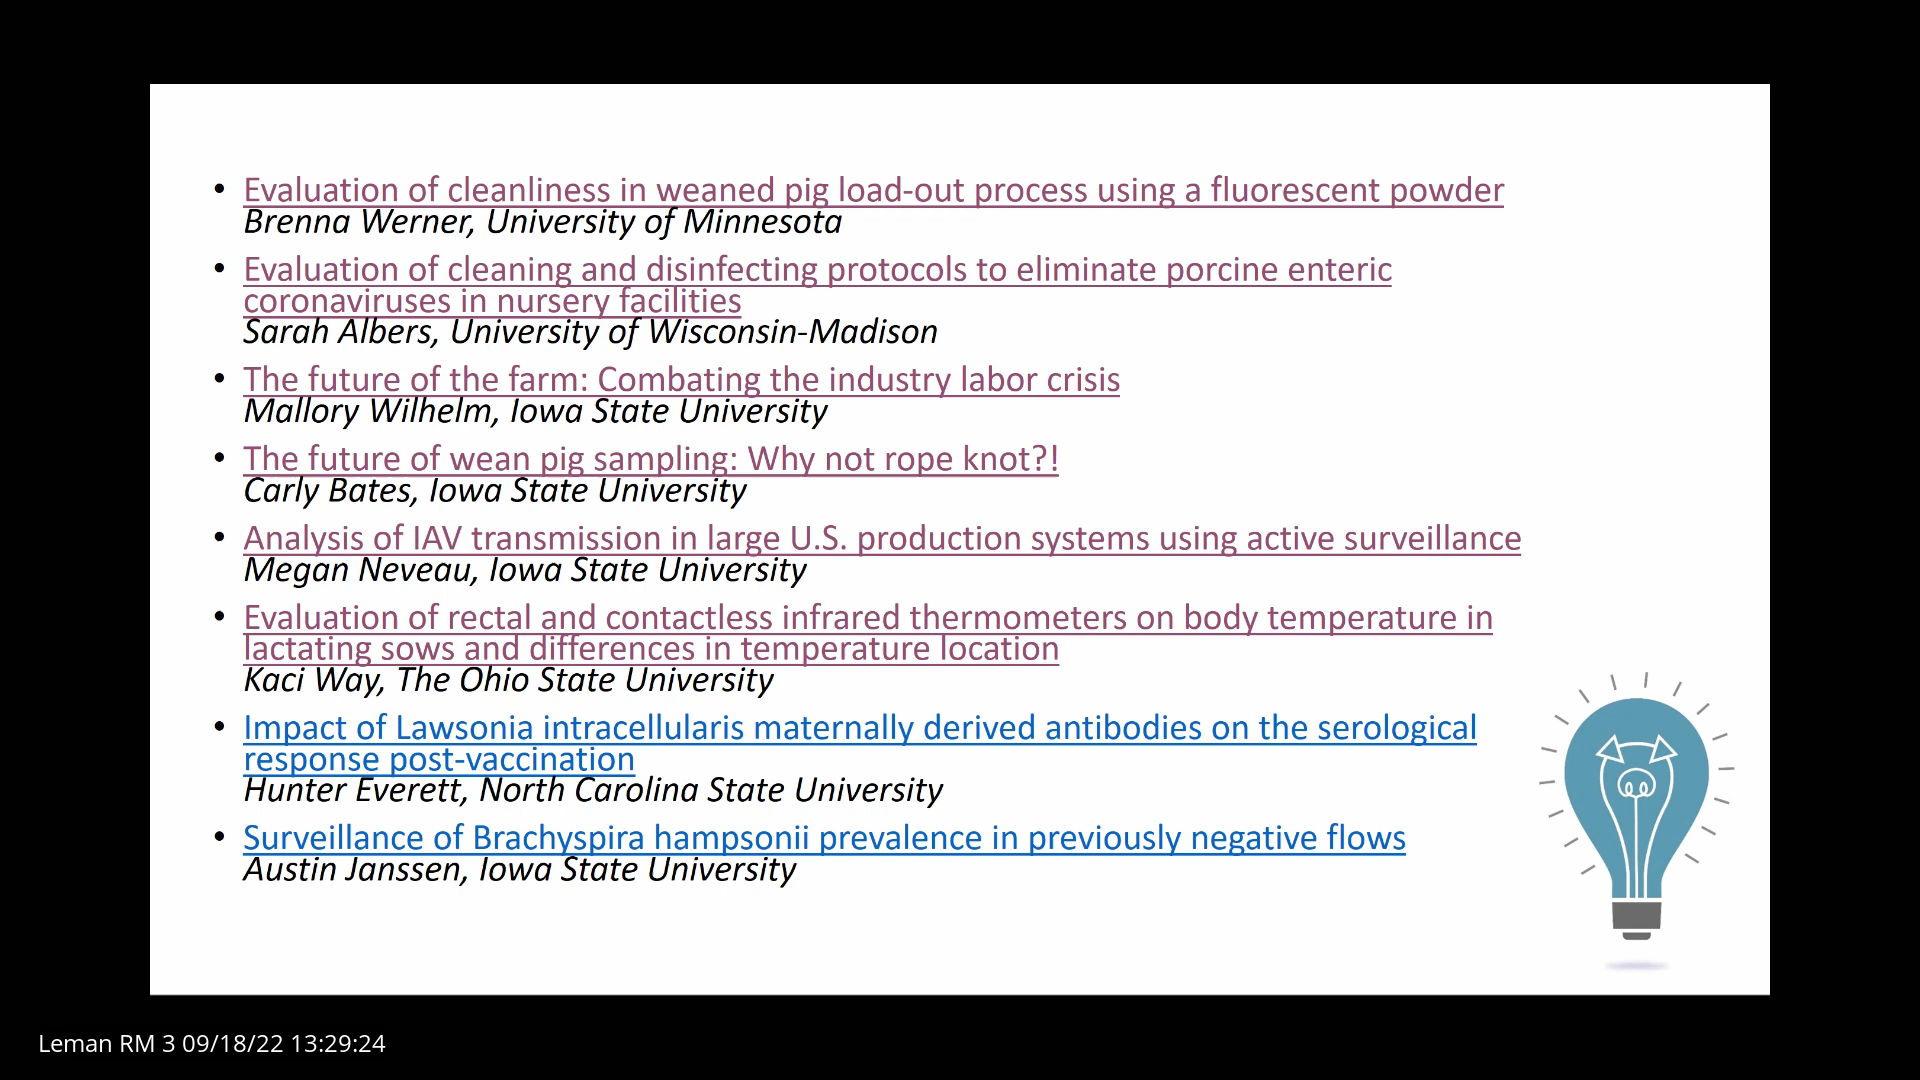 • Evaluation of cleanliness in weaned pig load-out process using a fluorescent powder
Brenna Werner, University of Minnesota
• Evaluation of cleaning and disinfecting protocols to eliminate porcine enteric
coronaviruses in nursery facilities
Sarah Albers, University of Wisconsin-Madison
• The future of the farm: Combating the industry labor crisis
Mallory Wilhelm, Iowa State University
• The future of wean pig sampling: Why not rope knot?!
Carly Bates, Iowa State University
• Analysis of IAV transmission in large U.S. production systems using active surveillance
Megan Neveau, Iowa State University
• Evaluation of rectal and contactless infrared thermometers on body temperature in
lactating sows and differences in temperature location
Kaci Way, The Ohio State University
• Impact of Lawsonia intracellularis maternally derived antibodies on the serological
response post-vaccination
Hunter Everett, North Carolina State University
• Surveillance of Brachyspira hampsonii prevalence in previously negative flows
Austin Janssen, Iowa State University
Leman RM 3 09/18/22 13:29:24